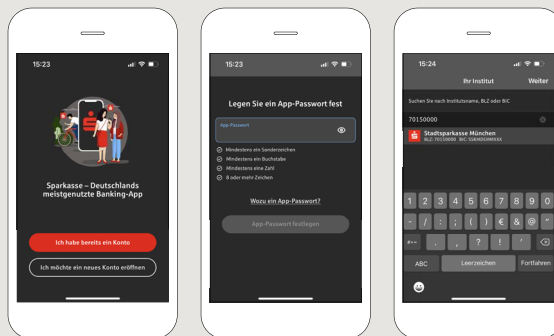 15:23
Sparkasse – Deutschlands
meistgenutzte Banking-App
Ich habe bereits ein Konto
Ich möchte ein neues Konto eröffnen
15:23
Legen Sie ein App-Passwort fest
App-Passwort
Mindestens ein Sonderzeichen
Mindestens ein Buchstabe
Mindestens eine Zahl
8 oder mehr Zeichen
Wozu ein App-Passwort?
App-Passwort festlegen
15:24
Ihr Institut Weiter
Suchen Sie nach Institutsname, BLZ oder BIC
70150000
Stadtsparkasse München
BLZ: 70150000 BIC: SSKMDEMMXXX
1 2 3 4 5 6 7 8 9 0
- / : ; ( ) € & @ "
#+= . , ? ! '
ABC Leerzeichen Fortfahren